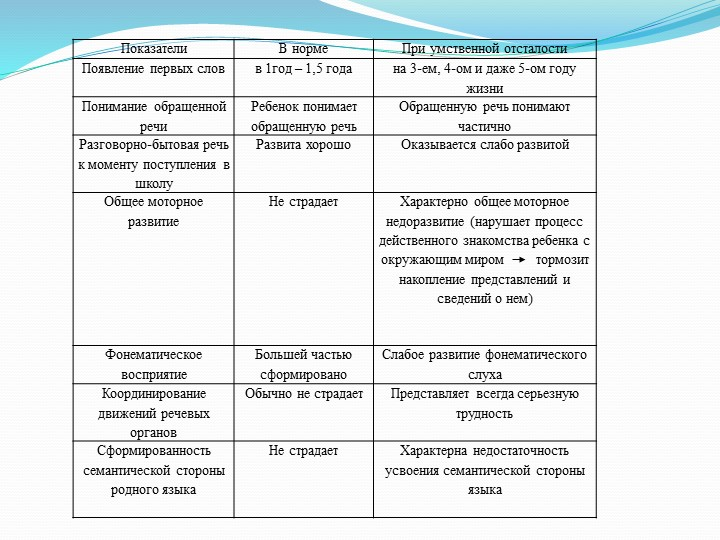 Показатели
В норме
При умственной отсталости
Появление первых слов
в 1год – 1,5 года
на 3-ем, 4-ом и даже 5-ом году
жизни
Понимание обращенной
речи
Ребенок понимает
обращенную речь
Обращенную речь понимают
частично
Разговорно-бытовая речь
к моменту поступления в
школу
Развита хорошо
Оказывается слабо развитой
Общее моторное
развитие
Не страдает
Характерно общее моторное
недоразвитие (нарушает процесс
действенного знакомства ребенка с
окружающим миром → тормозит
накопление представлений и
сведений о нем)
Фонематическое
восприятие
Большей частью
сформировано
Слабое развитие фонематического
слуха
Координирование
движений речевых
органов
Обычно не страдает
Представляет всегда серьезную
трудность
Сформированность
семантической стороны
родного языка
Не страдает
Характерна недостаточность
усвоения семантической стороны
языка